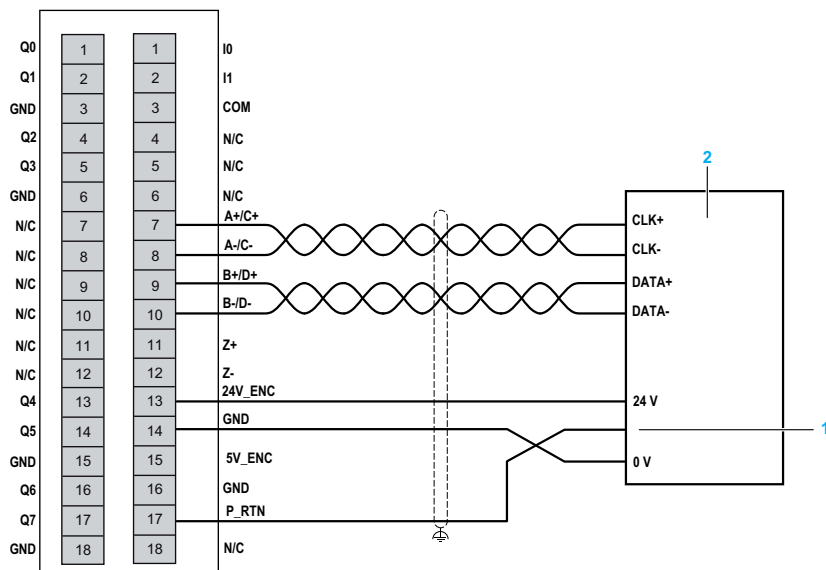 Q0 1 1 I0
Q1 2 2 I1
GND 3 3 COM
Q2 4 4 N/C
Q3 5 5 N/C
GND 6 6 N/C
N/C 7 7 A+/C+
N/C 8 8 A-/C-
N/C 9 9 B+/D+
N/C 10 10 B-/D-
N/C 11 11 Z+
N/C 12 12 Z-
Q4 13 13 24V_ENC
Q5 14 14 GND
GND 15 15 5V_ENC
Q6 16 16 GND
Q7 17 17 P_RTN
GND 18 18 N/C
2
CLK+
CLK-
DATA+
DATA-
24 V
1
0 V